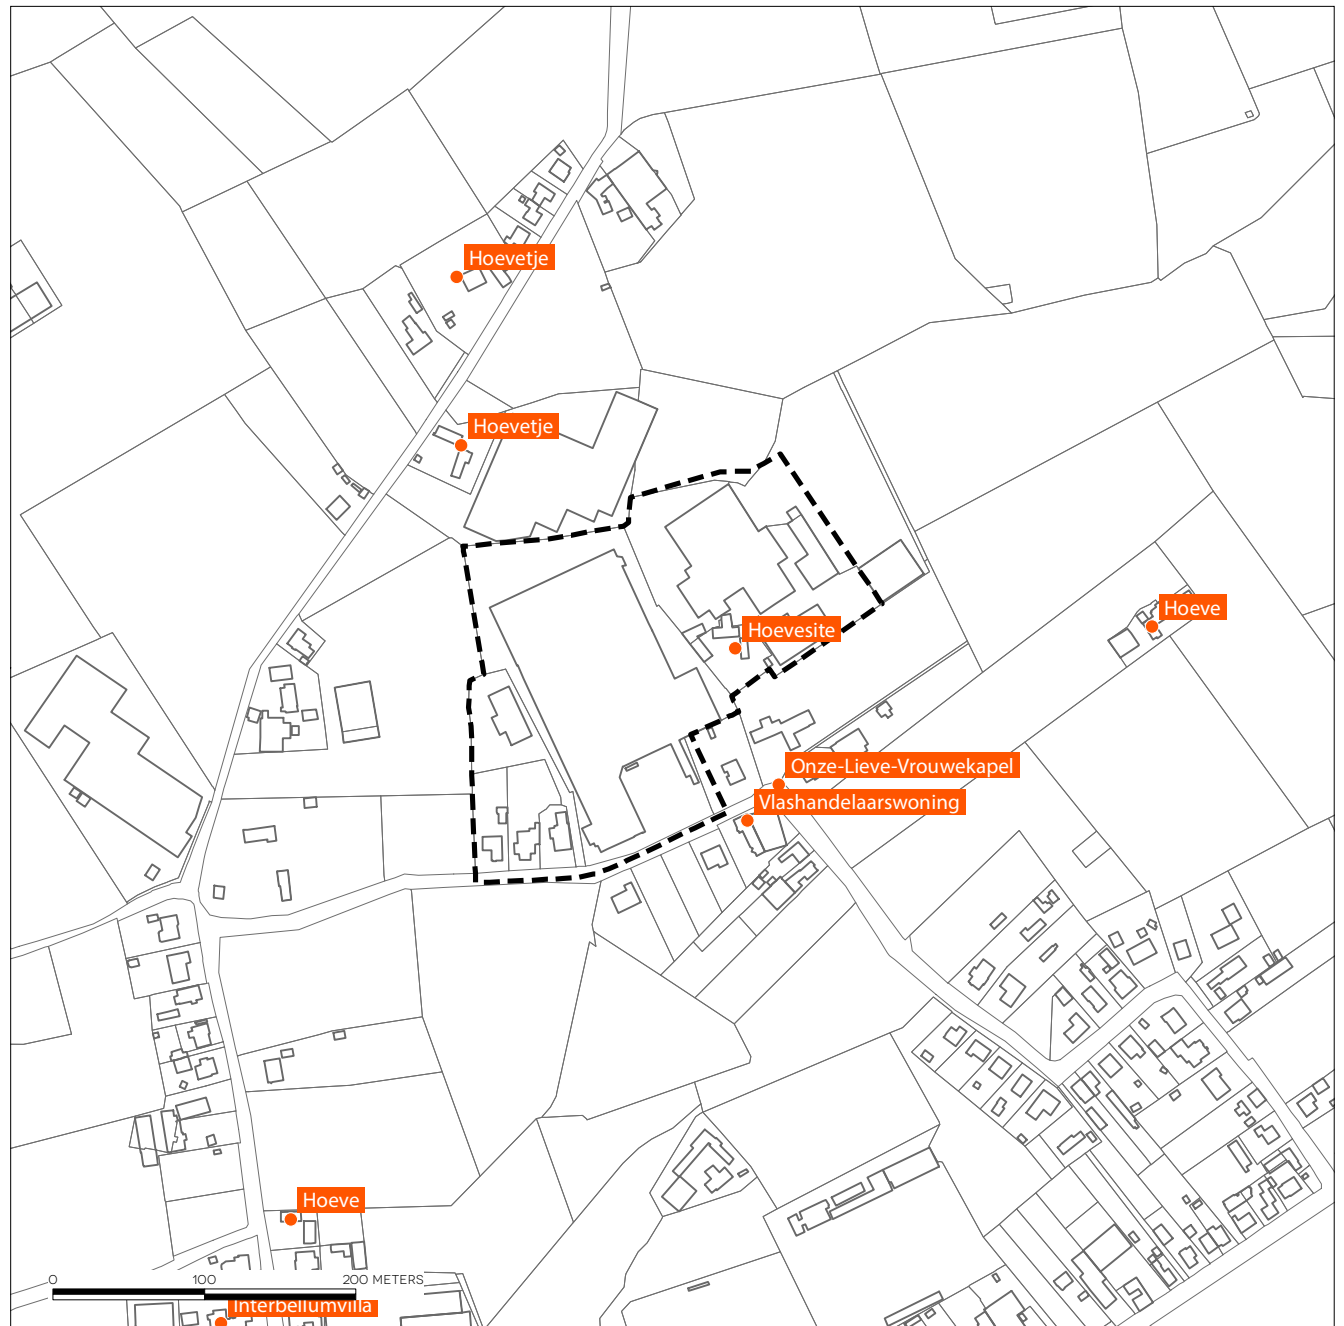 Hoevetje
Hoevetje
Hoeve
Hoevesite
Onze-Lieve-Vrouwekapel
Vlashandelaarswoning
Hoeve
0 100 200 METERS
Interbellumvilla